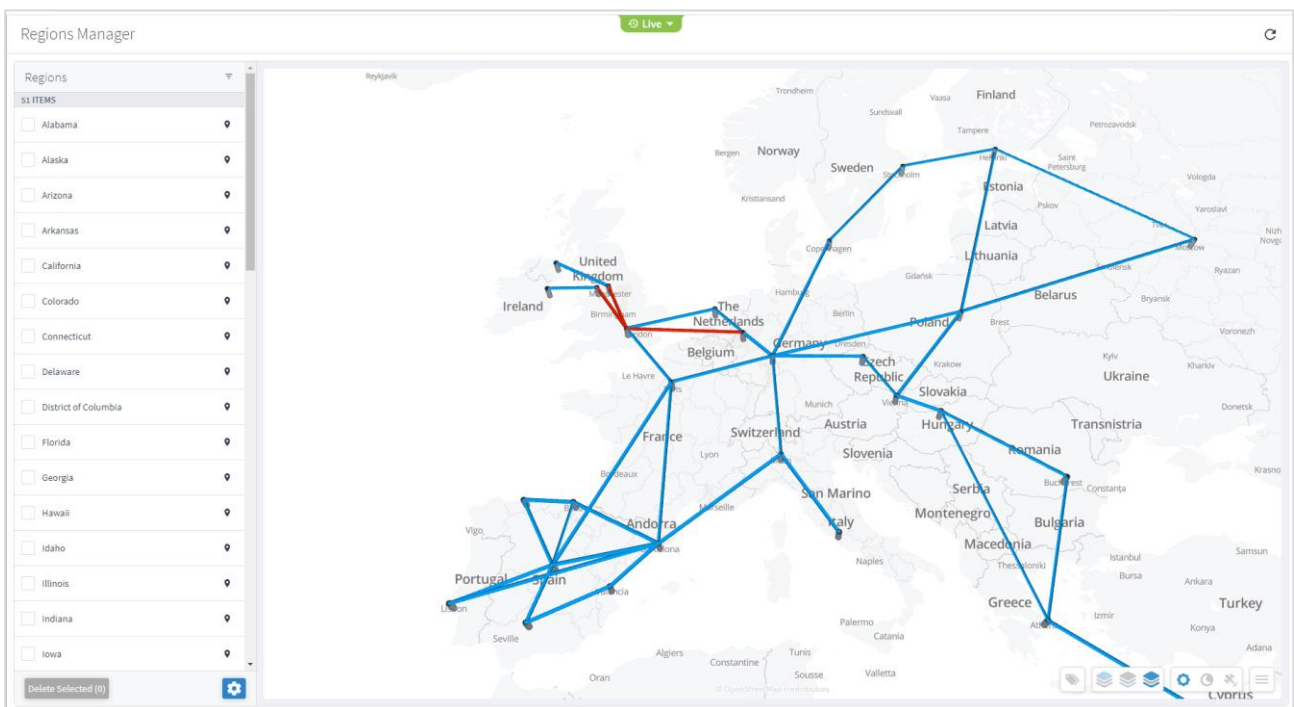 Live
Regions Manager
Regions
51 ITEMS
Alabama
Alaska
Arizona
Arkansas
California
Colorado
Connecticut
Delaware
District of Columbia
Florida
Georgia
Hawaii
Idaho
Illinois
Indiana
Iowa
Delete Selected (0)
Reykjavik
Trondheim
Vaasa
Finland
Sundsvall
Tampere
Petrozavodsk
Bergen
Norway
Sweden
Saint
Petersburg
Vologda
Estonia
Kristiansand
Pskov
Yaroslavl
Latvia
Nizh
Novgo
Lithuania
United
Kingdom
Gdańsk
Ryazan
Ireland
Hamburg
Belarus
Bryansk
The
Netherlands
Berlin
Poland
Brest
Voronezh
Belgium
Germany
Dresden
Czech
Republic
Krakow
Kyiv
Kharkiv
Le Havre
Ukraine
Slovakia
Munich
Donetsk
Austria
Hungary
Transnistria
France
Switzerland
Lyon
Slovenia
Romania
Krasno
Bordeaux
San Marino
Serbia
Constanța
Marseille
Montenegro
Bulgaria
Andorra
Italy
Vigo
Macedonia
Istanbul
Samsun
Naples
Thessaloniki
Bursa
Ankara
Portugal
Spain
Greece
Turkey
Lisbon
Izmir
Palermo
Konya
Seville
Catania
Adana
Algiers
Tunis
Constantine
Oran
Sousse
Valletta
© OpenStreetMap contributors
Cyprus